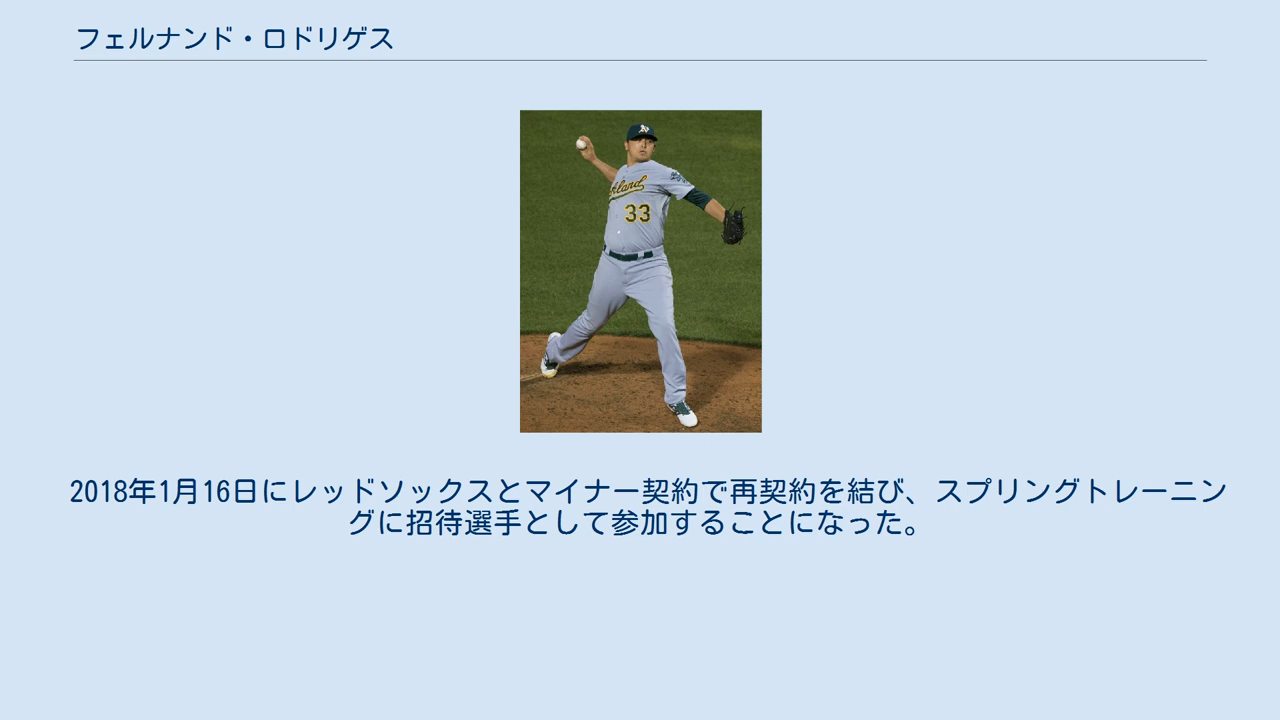 フェルナンド・ロドリゲス
land
33
2018年1月16日にレッドソックスとマイナー契約で再契約を結び、スプリングトレーニン
グに招待選手として参加することになった。